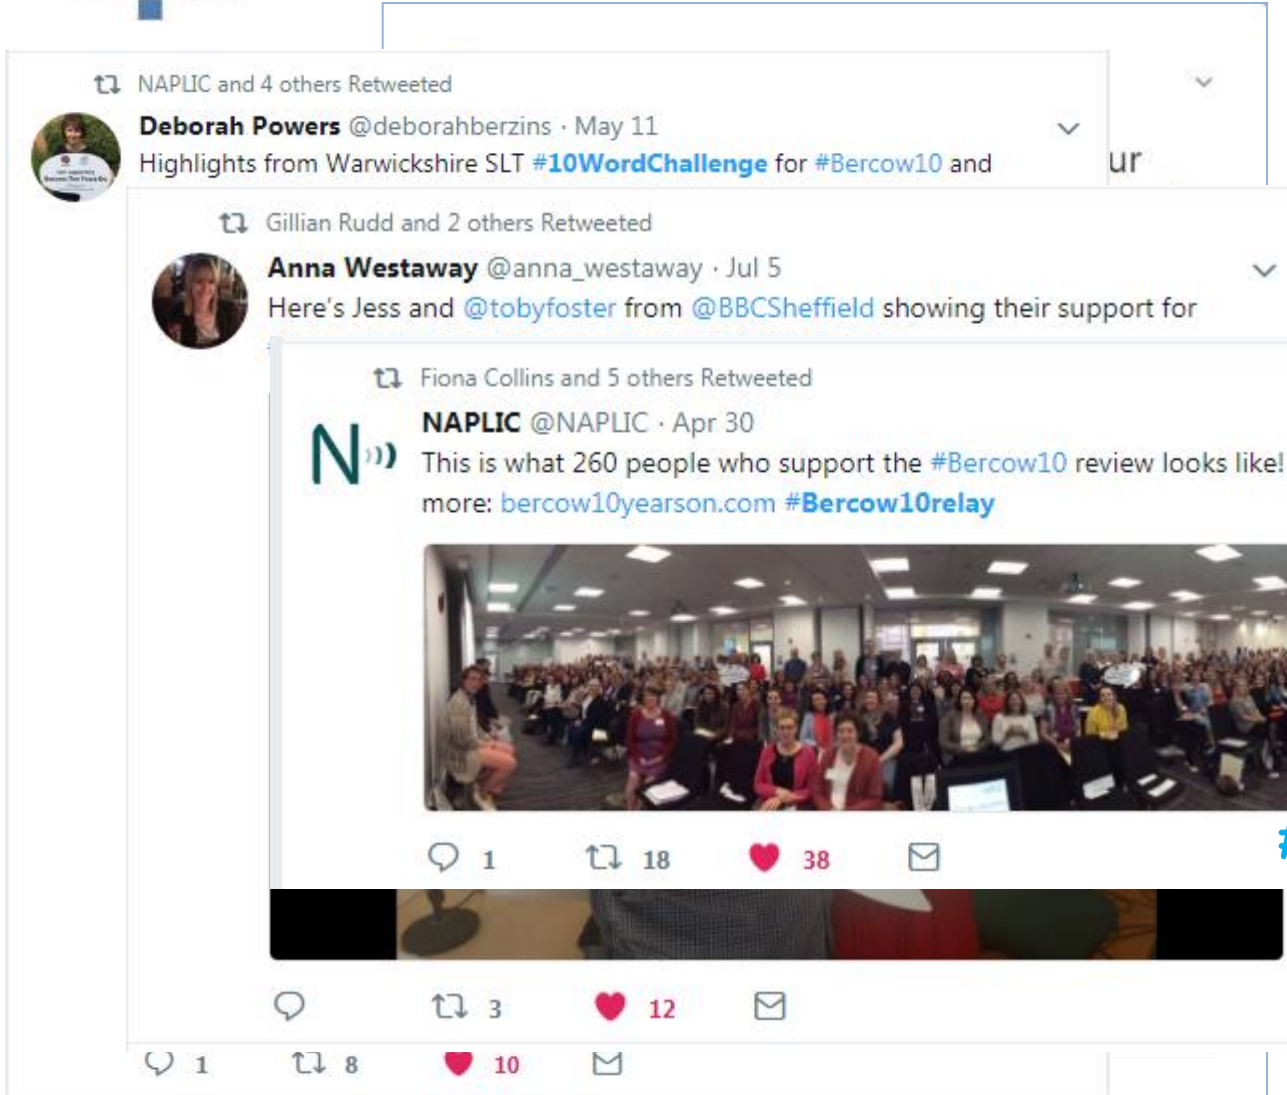 NAPLIC and 4 others Retweeted
Deborah Powers @deborahberzins · May 11
Highlights from Warwickshire SLT #10WordChallenge for #Bercow10 and
ur
Gillian Rudd and 2 others Retweeted
Anna Westaway @anna_westaway · Jul 5
Here's Jess and @tobyfoster from @BBCSheffield showing their support for
Fiona Collins and 5 others Retweeted
N
NAPLIC @NAPLIC · Apr 30
This is what 260 people who support the #Bercow10 review looks like!
more: bercow10yearson.com #Bercow10relay
1 18 38
3 12
1 8 10